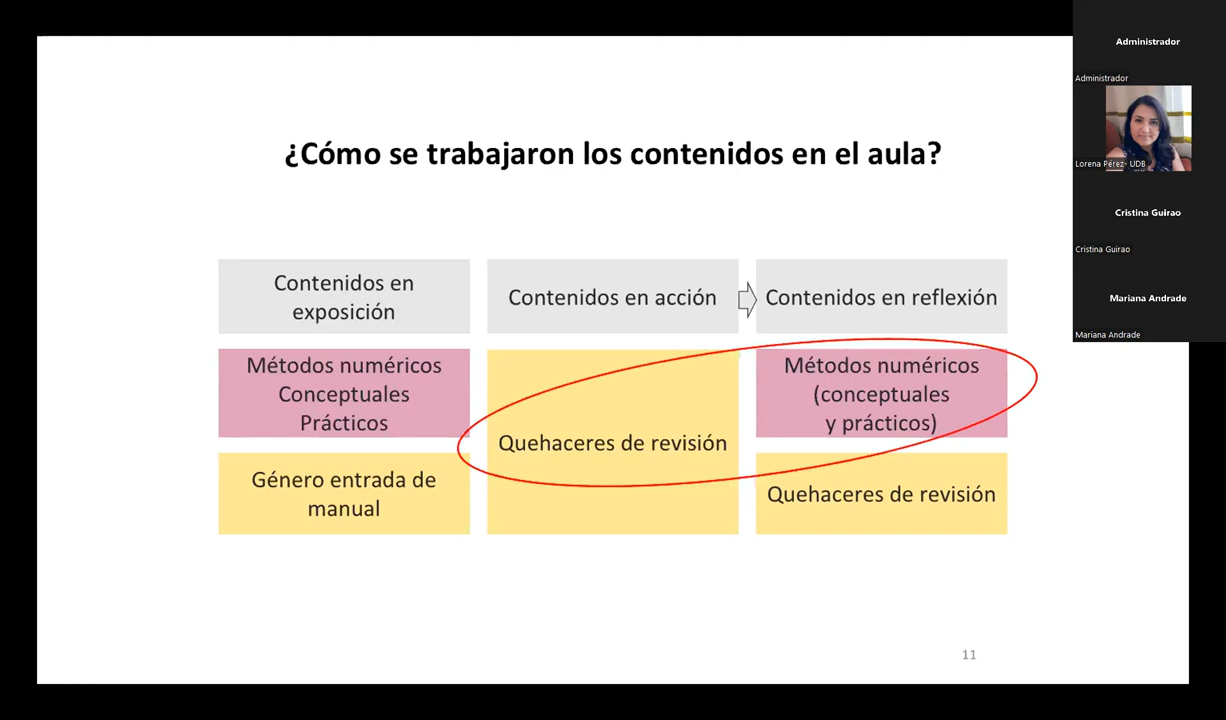 ¿Cómo se trabajaron los contenidos en el aula?
Contenidos en
exposición
Contenidos en acción
Contenidos en reflexión
Métodos numéricos
Conceptuales
Prácticos
Género entrada de
manual
Quehaceres de revisión
Métodos numéricos
(conceptuales
y prácticos)
Quehaceres de revisión
11
Administrador
Administrador
Lorena Pérez- UDB
Cristina Guirao
Cristina Guirao
Mariana Andrade
Mariana Andrade